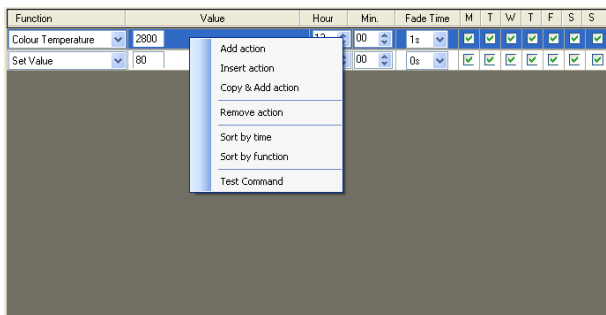 Function Value Hour Min. Fade Time M T W T F S S
Colour Temperature 2800 12 00 1s
Set Value 80 00 0s
Add action
Insert action
Copy & Add action
Remove action
Sort by time
Sort by function
Test Command